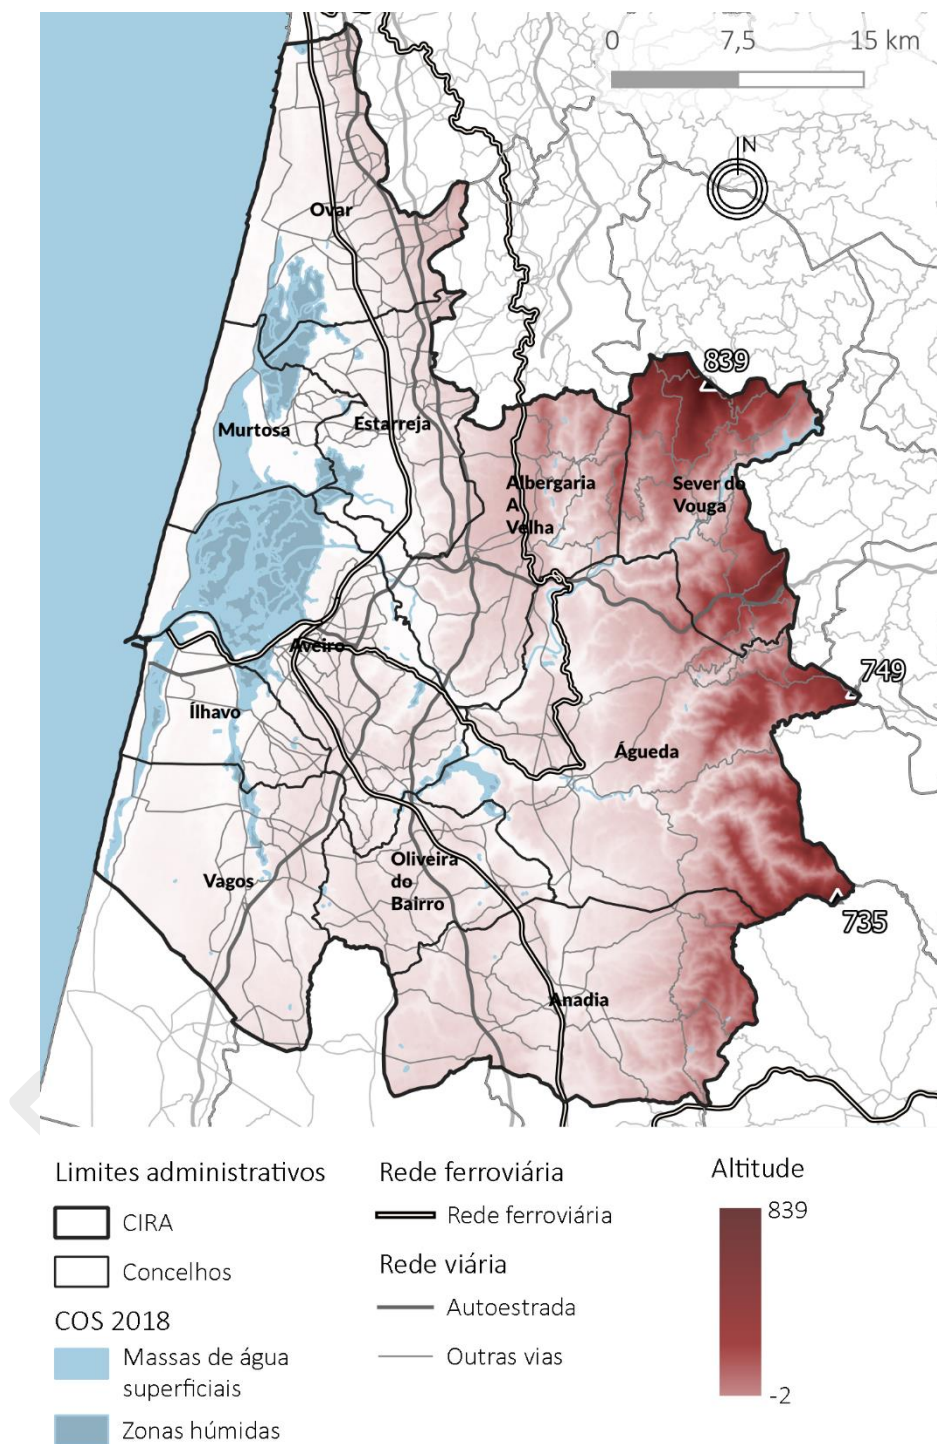 0 7,5 15 km
N
Ovar
839
Murtosa
Estarreja
Albergaria
A
Velha
Sever do
Vouga
Aveiro
749
Ílhavo
Águeda
Oliveira
do
Bairro
Vagos
735
Anadia
Limites administrativos
CIRA
Concelhos
COS 2018
Massas de água
superficiais
Zonas húmidas
Rede ferroviária
Rede ferroviária
Rede viária
Autoestrada
Outras vias
Altitude
839
-2